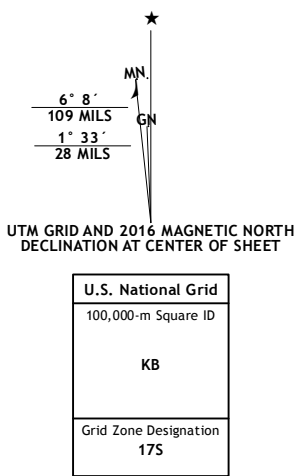 MN.
6° 8´
109 MILS
GN
1° 33´
28 MILS
UTM GRID AND 2016 MAGNETIC NORTH
DECLINATION AT CENTER OF SHEET
U.S. National Grid
100,000-m Square ID
KB
Grid Zone Designation
17S